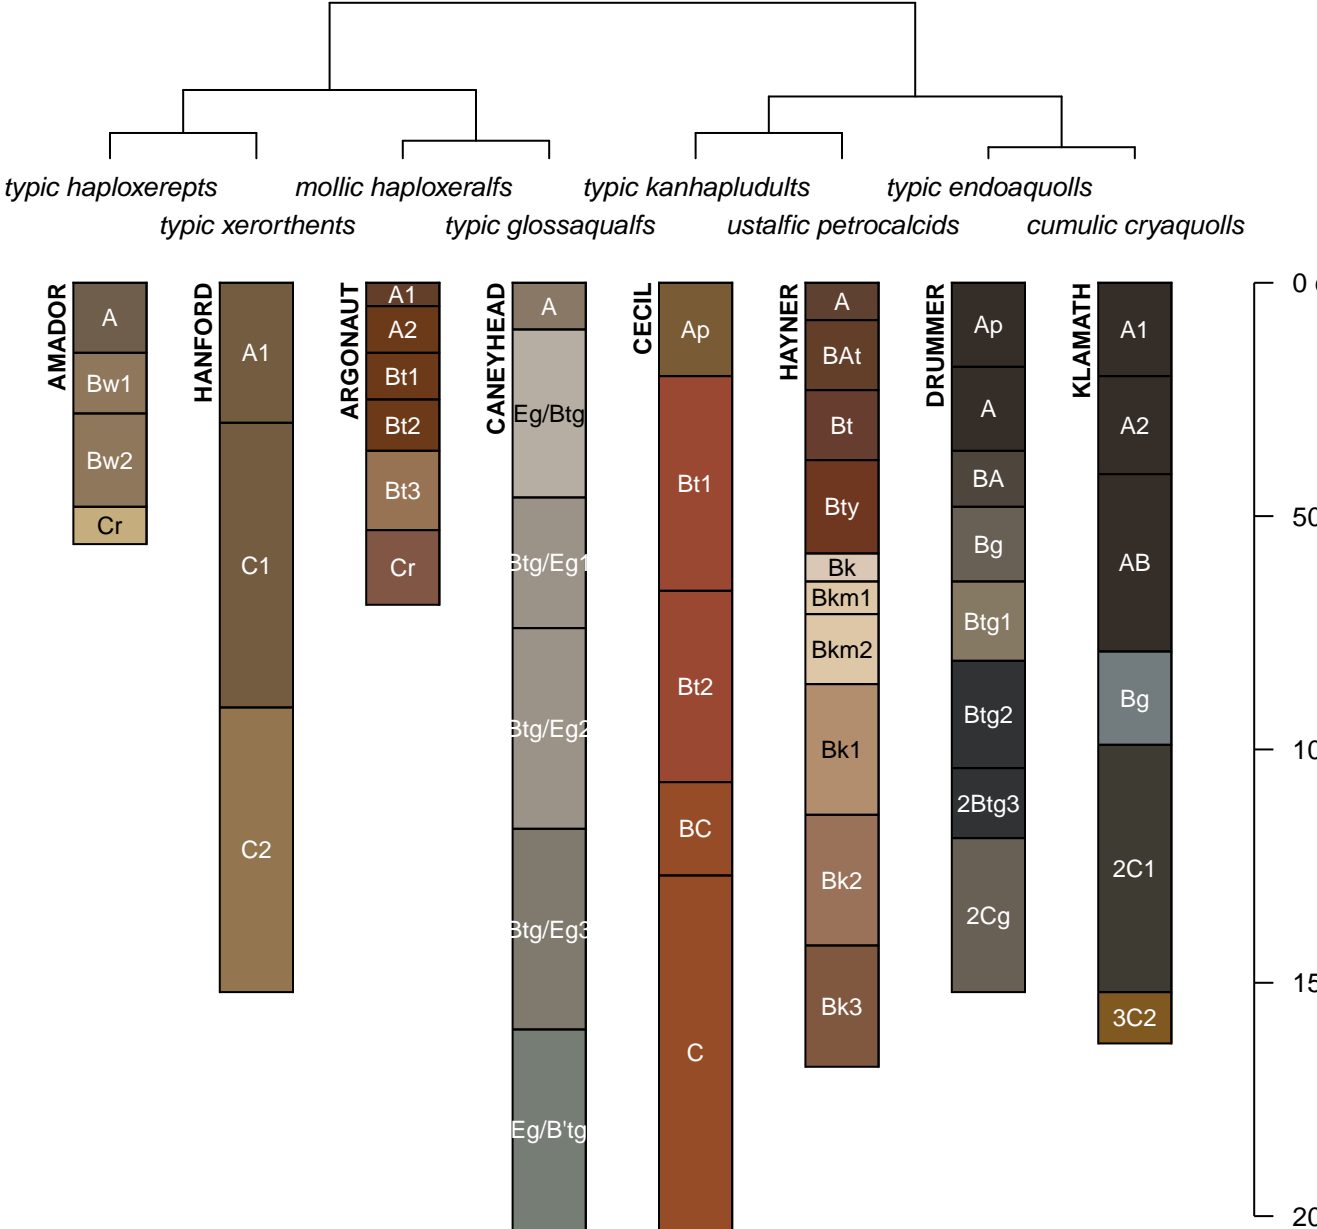 typic haploxerepts
mollic haploxeralfs
typic kanhapludults
typic endoaquolls
typic xerorthents
typic glossaqualfs
ustalfic petrocalcids
cumulic cryaquolls
AMADOR
A
Bw1
Bw2
Cr
HANFORD
A1
C1
C2
ARGONAUT
A1
A2
Bt1
Bt2
Bt3
Cr
CANEYHEAD
A
Eg/Btg
Btg/Eg1
Btg/Eg2
Btg/Eg3
Eg/B'tg
CECIL
Ap
Bt1
Bt2
BC
C
HAYNER
A
BAt
Bt
Bty
Bk
Bkm1
Bkm2
Bk1
Bk2
Bk3
DRUMMER
Ap
A
BA
Bg
Btg1
Btg2
2Btg3
2Cg
KLAMATH
A1
A2
AB
Bg
2C1
3C2
0
50